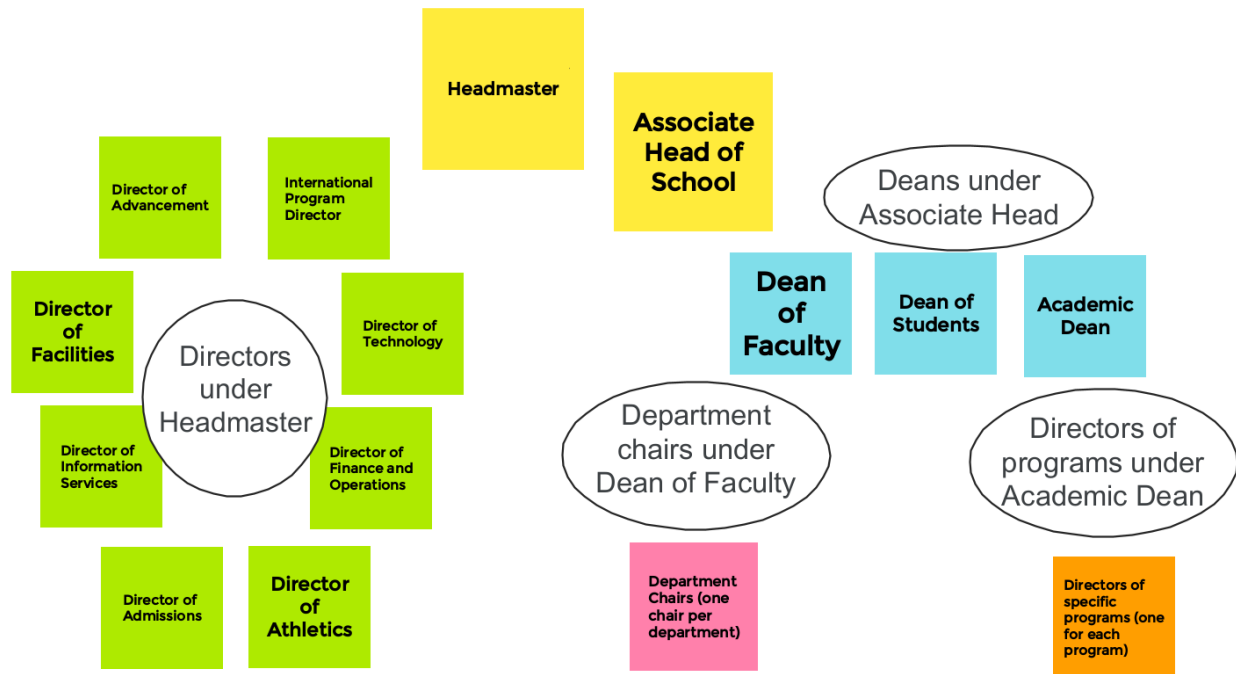 Headmaster
Associate
Head of
School
Deans under
Associate Head
Director of
Advancement
International
Program
Director
Director
of
Facilities
Director of
Technology
Directors
under
Headmaster
Director of
Information
Services
Director of
Finance and
Operations
Director of
Admissions
Director
of
Athletics
Dean
of
Faculty
Dean of
Students
Academic
Dean
Department
chairs under
Dean of Faculty
Directors of
programs under
Academic Dean
Department
Chairs (one
chair per
department)
Directors of
specific
programs (one
for each
program)